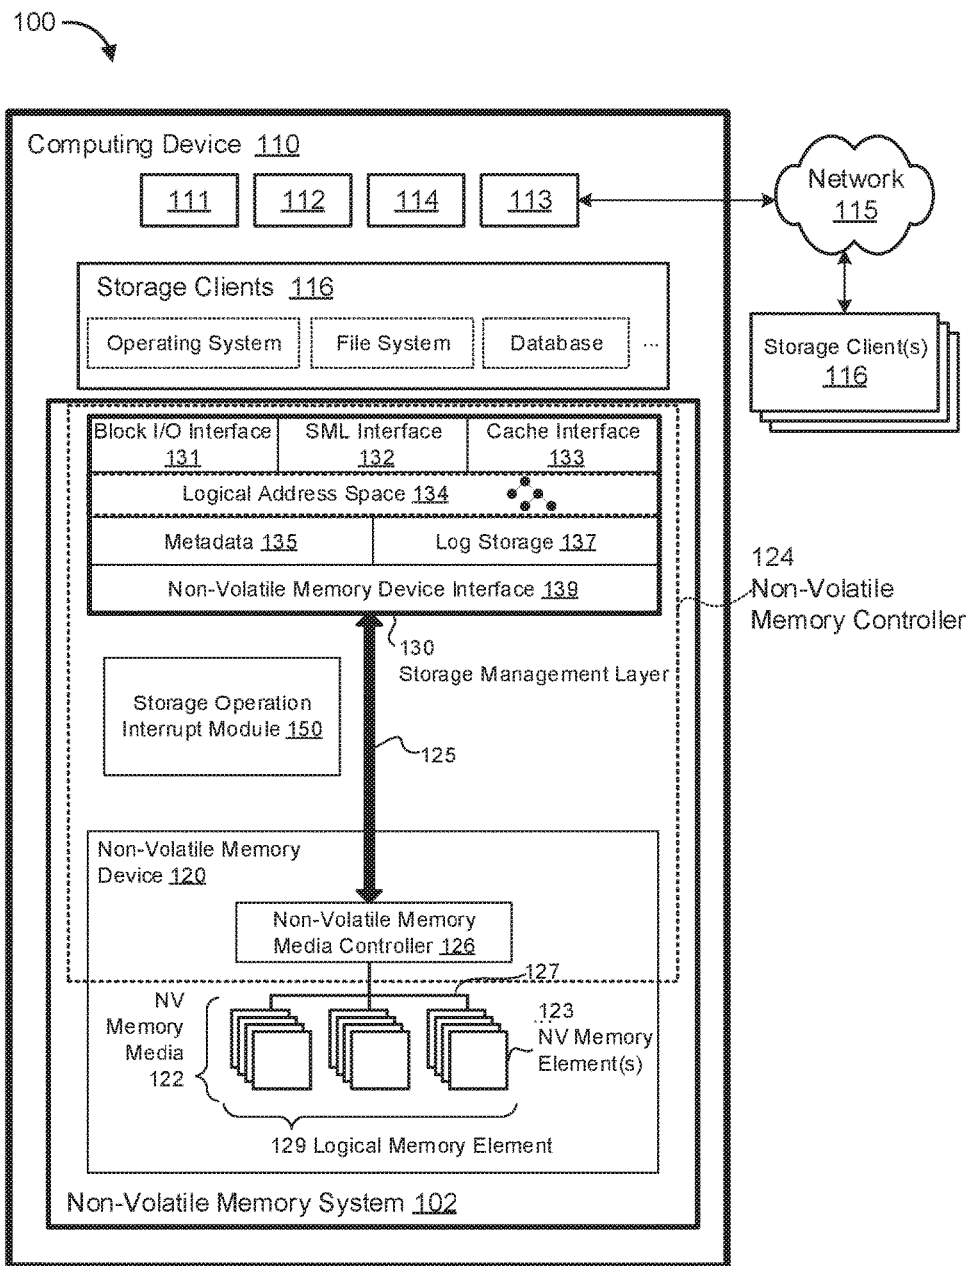 100
Computing Device 110
111 112 114 113
Network
115
Storage Clients 116
Operating System File System Database ...
Storage Client(s)
116
Block I/O Interface
131
SML Interface
132
Cache Interface
133
Logical Address Space 134
Metadata 135 Log Storage 137
Non-Volatile Memory Device Interface 139
124
Non-Volatile
Memory Controller
130
Storage Management Layer
Storage Operation
Interrupt Module 150
125
Non-Volatile Memory
Device 120
Non-Volatile Memory
Media Controller 126
127
NV
Memory
Media
122
... 123
NV Memory
Element(s)
129 Logical Memory Element
Non-Volatile Memory System 102